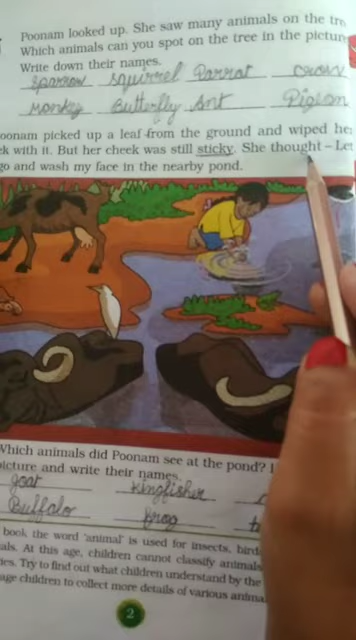 Poonam looked up. She saw many animals on the tre
Which animals can you spot on the tree in the pictur
Write down their names.
Sparrow squirrel Parrat crow
Monkey Butterfly Ant Pigeon
oonam picked up a leaf from the ground and wiped he
ek with it. But her cheek was still sticky. She thought – Let
go and wash my face in the nearby pond.
Which animals did Poonam see at the pond?
icture and write their names.
goat Kingfisher
Buffalo frog
book the word 'animal' is used for insects, bird
als. At this age, children cannot classify animals
ies. Try to find out what children understand by the
age children to collect more details of various anima
2